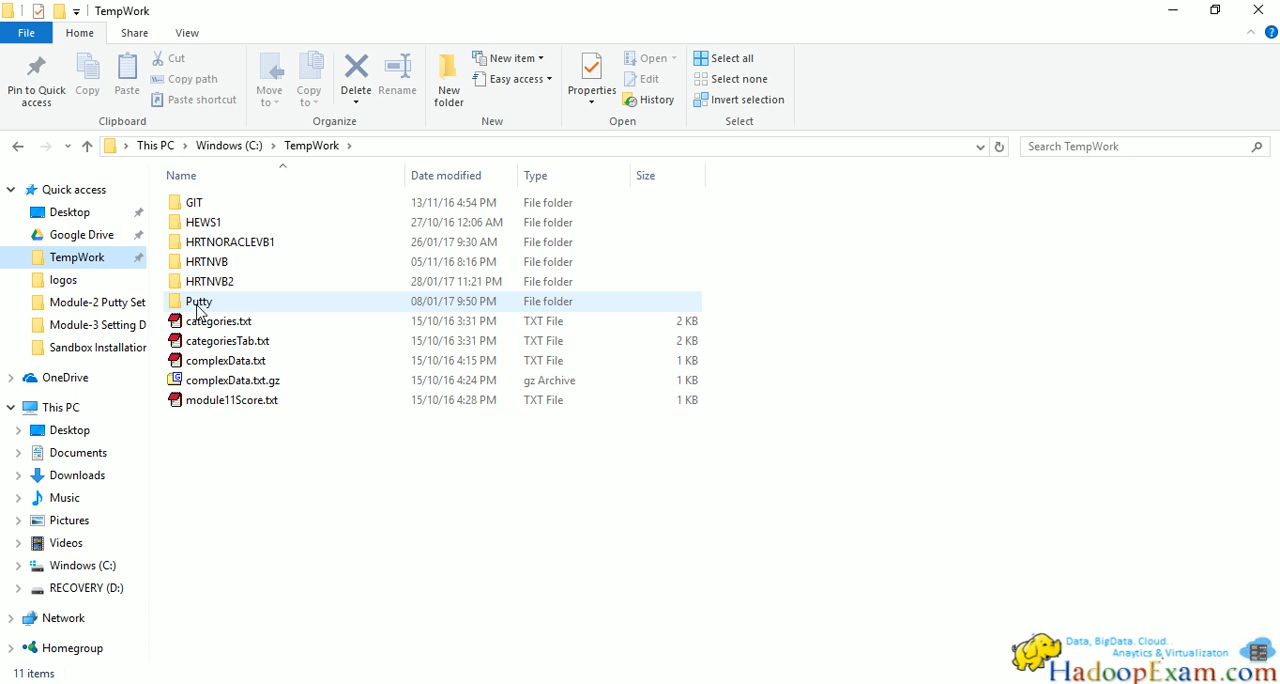 TempWork
File Home Share View
Pin to Quick access
Copy
Paste
Cut
Copy path
Paste shortcut
Clipboard
Move to
Copy to
Delete
Rename
Organize
New folder
New item
Easy access
New
Properties
Open
Edit
History
Open
Select all
Select none
Invert selection
Select
This PC Windows (C:) TempWork
Search TempWork
Quick access
Desktop
Google Drive
TempWork
logos
Module-2 Putty Set
Module-3 Setting D
Sandbox Installation
OneDrive
This PC
Desktop
Documents
Downloads
Music
Pictures
Videos
Windows (C:)
RECOVERY (D:)
Network
Homegroup
Name Date modified Type Size
GIT 13/11/16 4:54 PM File folder
HEWS1 27/10/16 12:06 AM File folder
HRTNORACLEVB1 26/01/17 9:30 AM File folder
HRTNVB 05/11/16 8:16 PM File folder
HRTNVB2 28/01/17 11:21 PM File folder
Putty 08/01/17 9:50 PM File folder
categories.txt 15/10/16 3:31 PM TXT File 2 KB
categoriesTab.txt 15/10/16 3:31 PM TXT File 2 KB
complexData.txt 15/10/16 4:15 PM TXT File 1 KB
complexData.txt.gz 15/10/16 4:24 PM gz Archive 1 KB
module11Score.txt 15/10/16 4:28 PM TXT File 1 KB
11 items
Data, BigData. Cloud..
Anaytics & Virtualizaton
HadoopExam.com